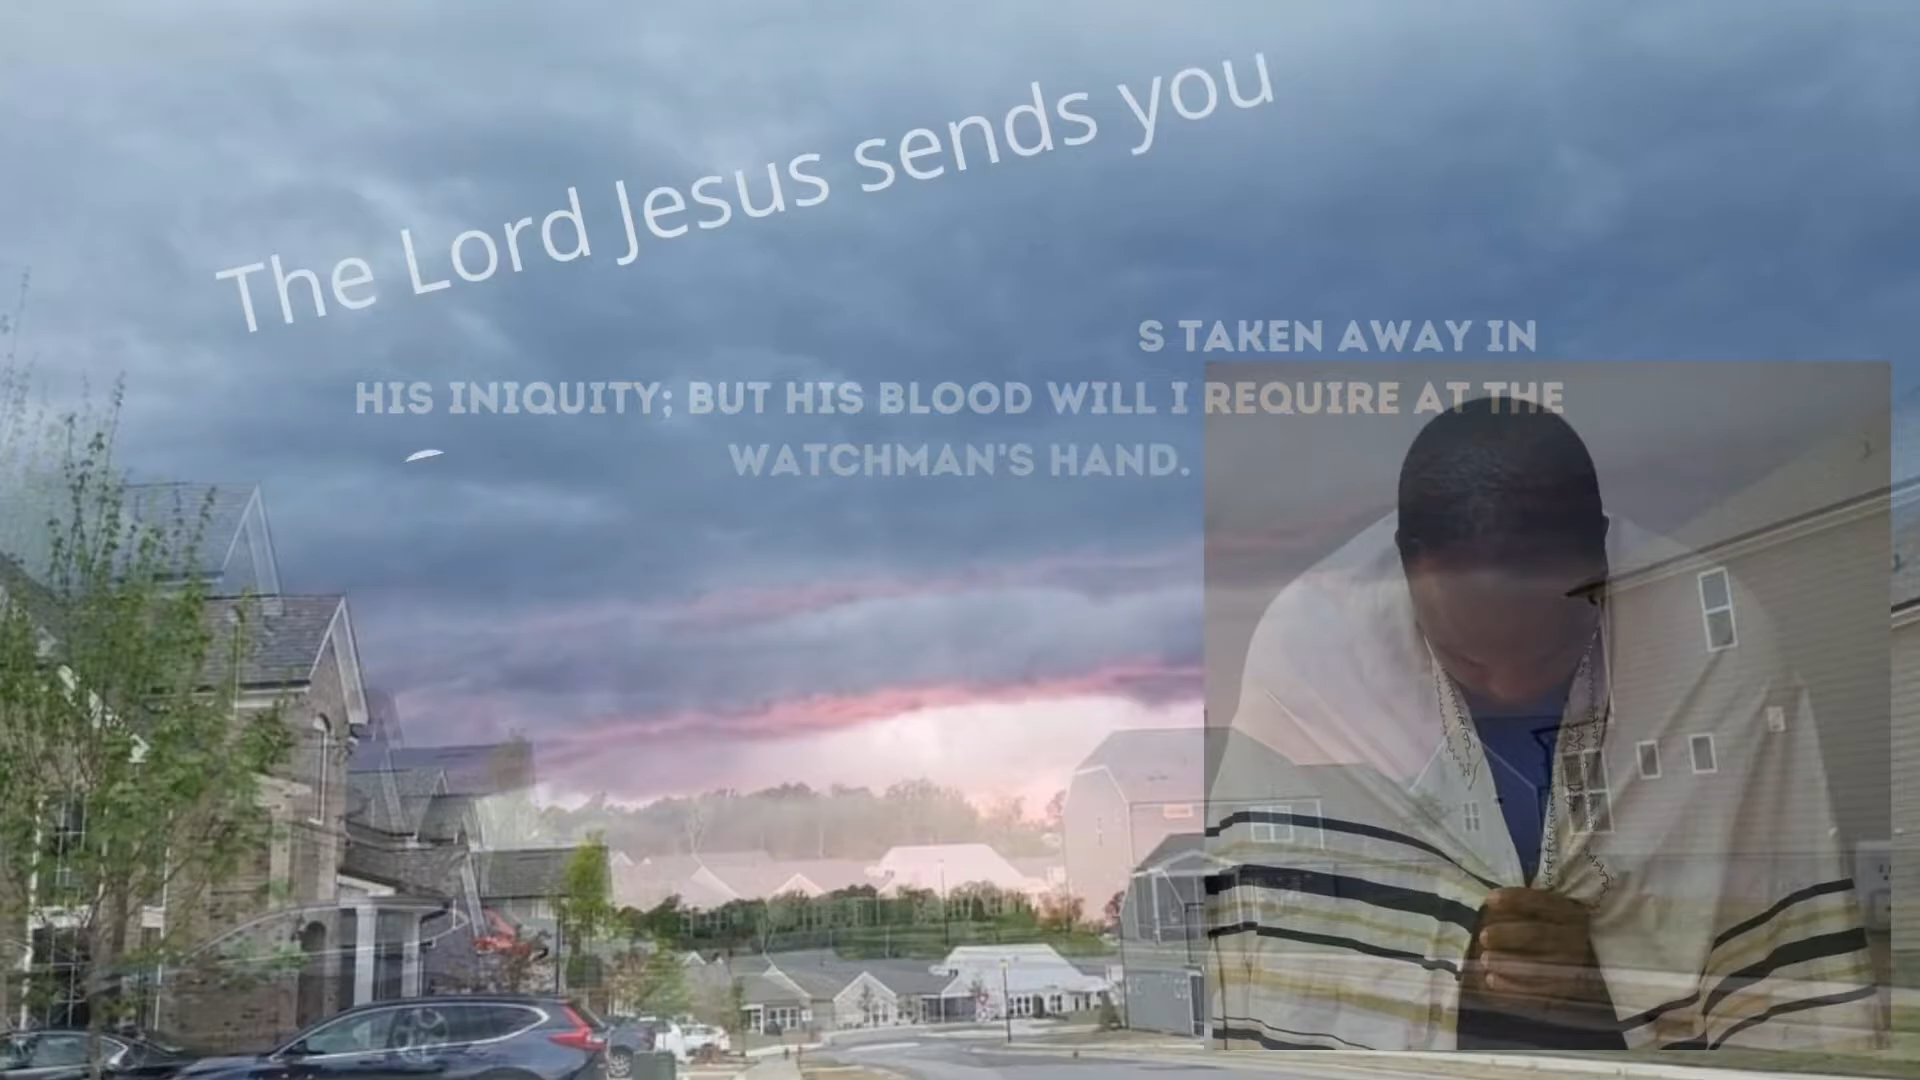 The Lord Jesus sends you
S TAKEN AWAY IN
HIS INIQUITY; BUT HIS BLOOD WILL I REQUIRE AT THE
WATCHMAN'S HAND.